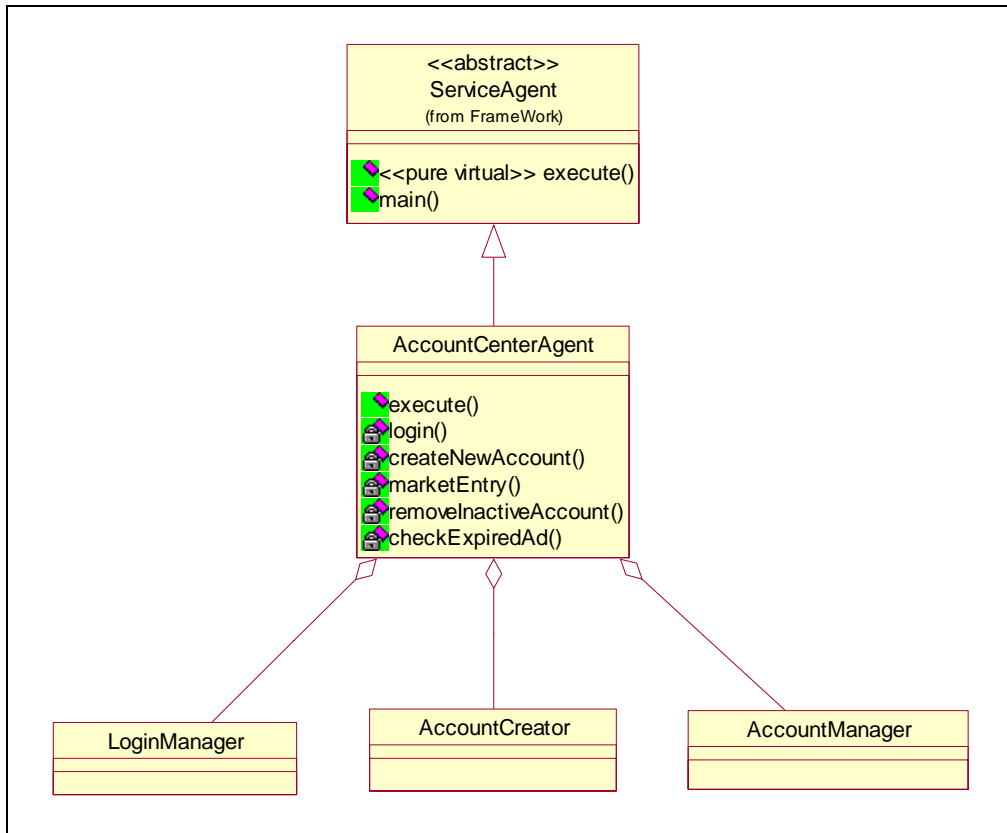 <<abstract>>
ServiceAgent
(from FrameWork)
<<pure virtual>> execute()
main()
AccountCenterAgent
execute()
login()
createNewAccount()
marketEntry()
removeInactiveAccount()
checkExpiredAd()
LoginManager
AccountCreator
AccountManager